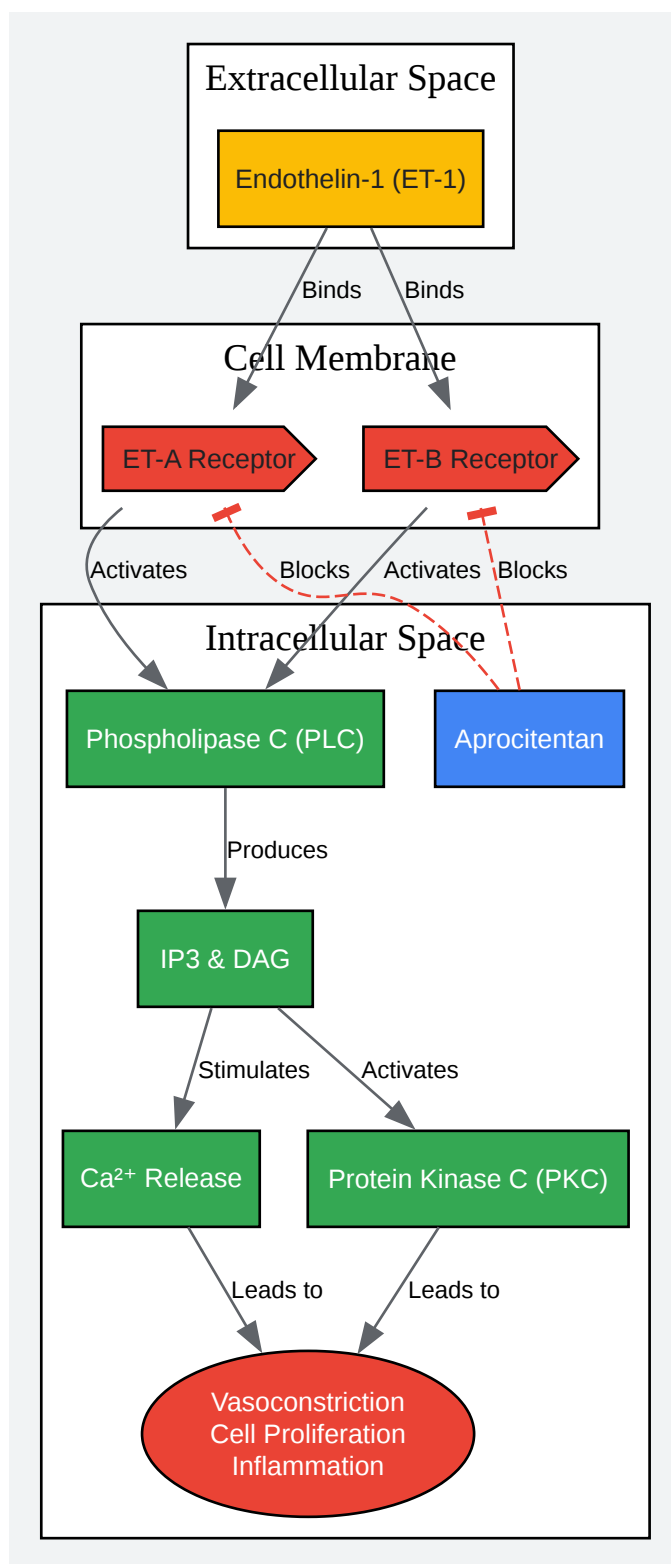 Extracellular Space
Endothelin-1 (ET-1)
Binds
Binds
Cell Membrane
ET-A Receptor
ET-B Receptor
Activates
Blocks
Activates
Blocks
Intracellular Space
Phospholipase C (PLC)
Aprocitentan
Produces
IP3 & DAG
Stimulates
Activates
Ca²⁺ Release
Protein Kinase C (PKC)
Leads to
Leads to
Vasoconstriction
Cell Proliferation
Inflammation